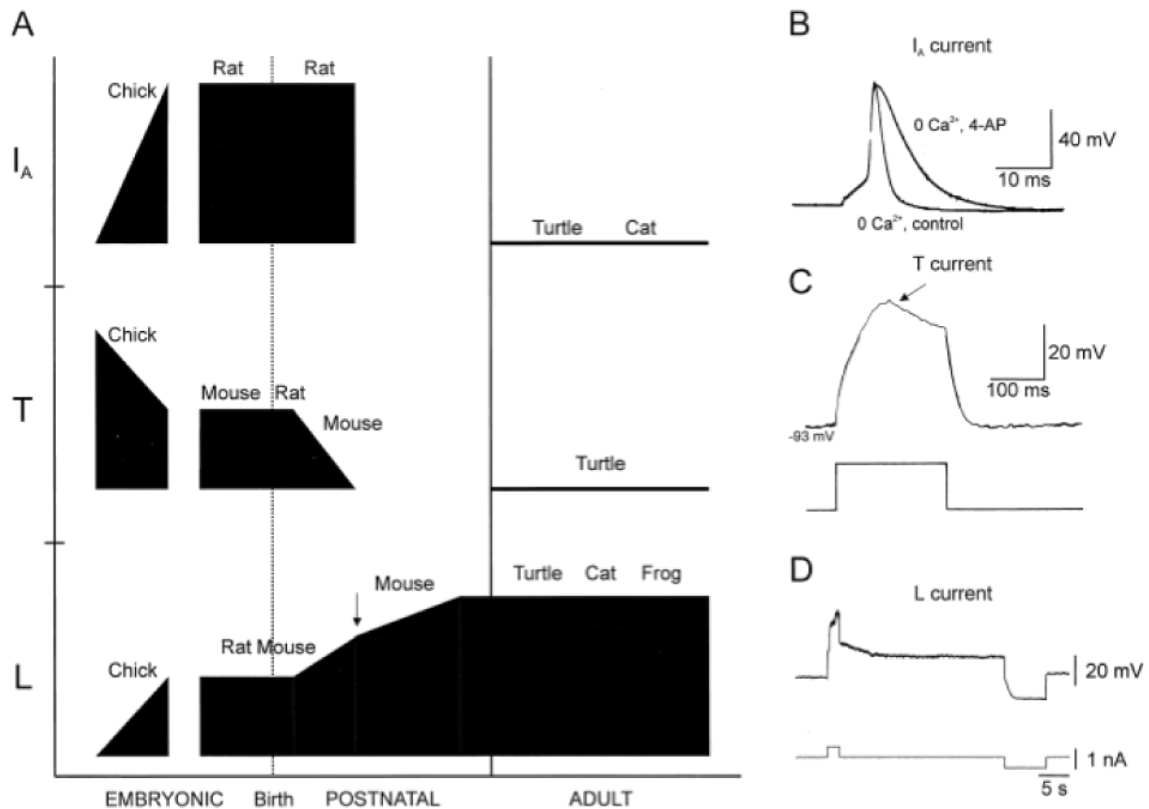 A
Rat Rat
Chick
I_A
Turtle Cat
Chick
T
Mouse Rat
Mouse
Turtle
Mouse
Turtle Cat Frog
Rat Mouse
Chick
L
EMBRYONIC Birth POSTNATAL ADULT
B
I_A current
0 Ca²⁺, 4-AP
40 mV
10 ms
0 Ca²⁺, control
C
T current
20 mV
100 ms
-93 mV
D
L current
20 mV
1 nA
5 s